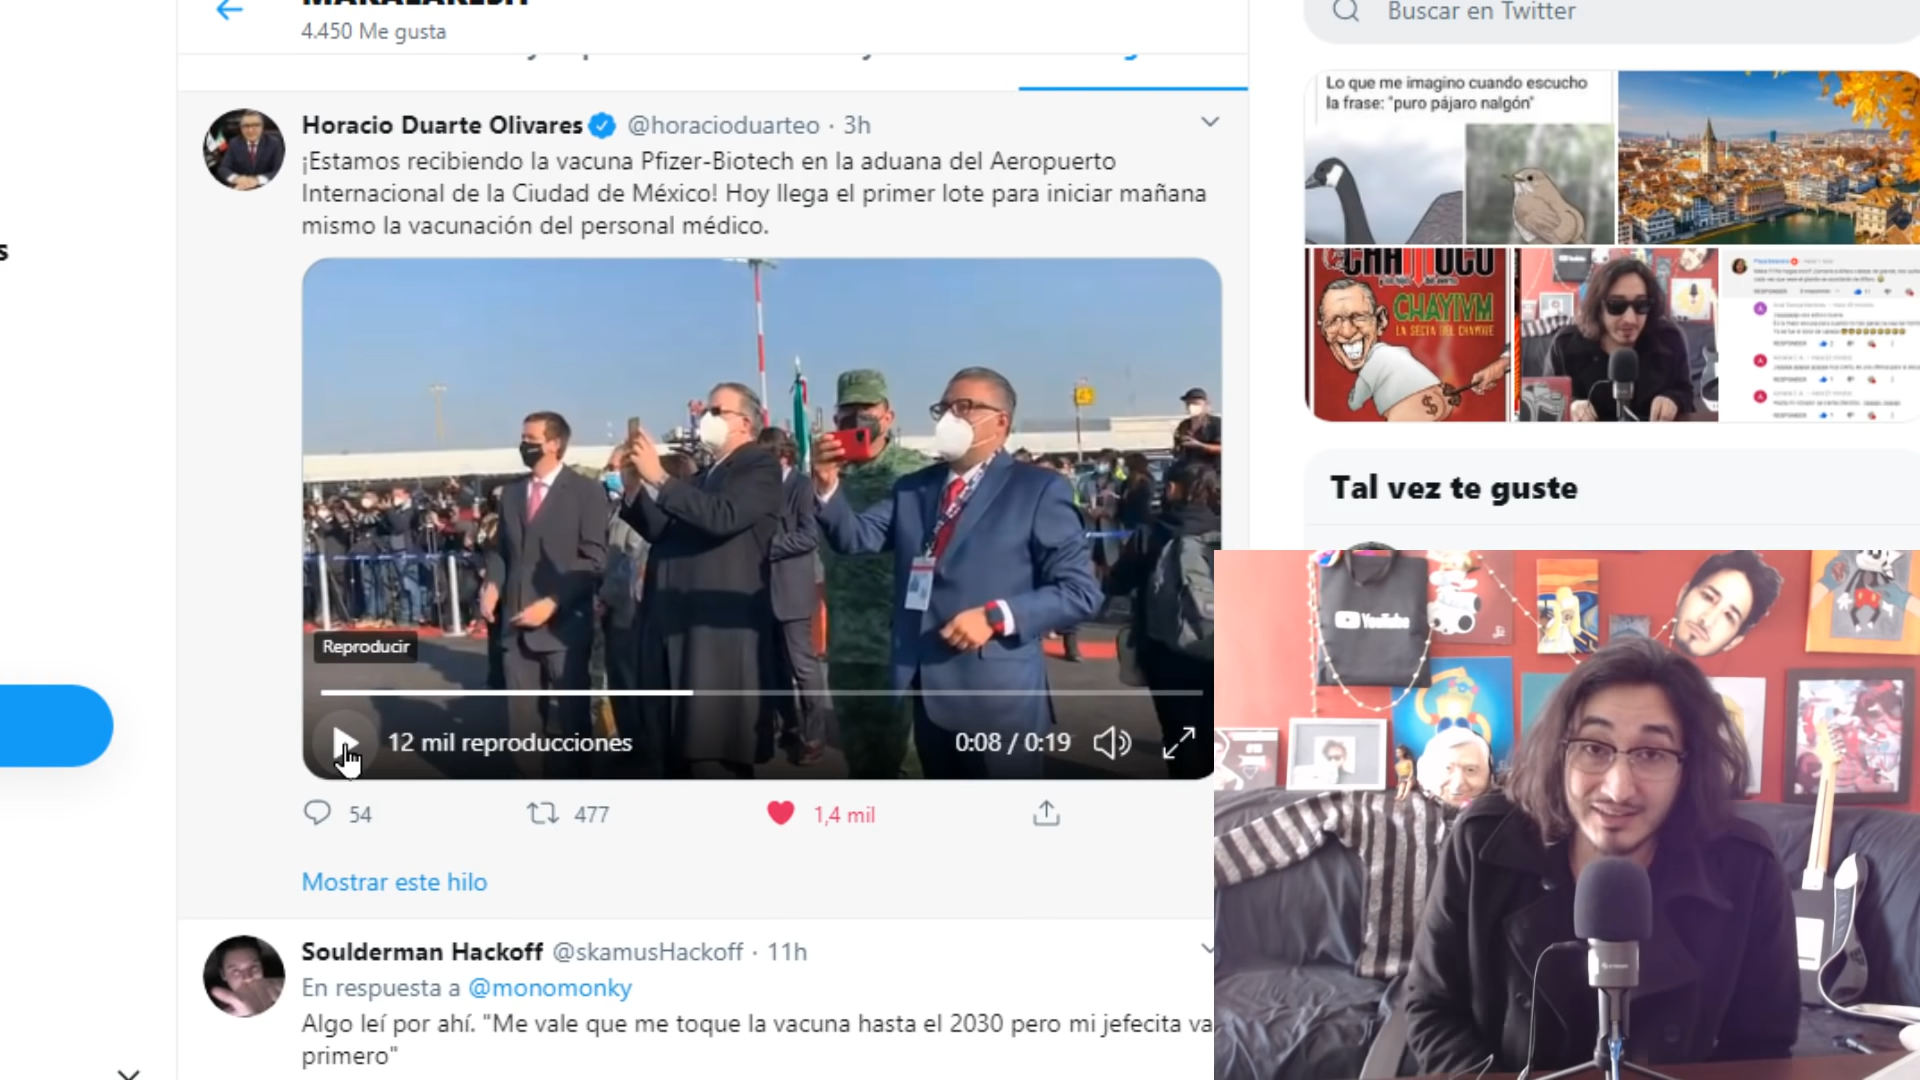 4.450 Me gusta
Buscar en Twitter
Horacio Duarte Olivares @horacioduarteo · 3h
¡Estamos recibiendo la vacuna Pfizer-Biotech en la aduana del Aeropuerto
Internacional de la Ciudad de México! Hoy llega el primer lote para iniciar mañana
mismo la vacunación del personal médico.
Reproducir
12 mil reproducciones
0:08 / 0:19
54
477
1,4 mil
Mostrar este hilo
Soulderman Hackoff @skamusHackoff · 11h
En respuesta a @monomonky
Algo leí por ahí. "Me vale que me toque la vacuna hasta el 2030 pero mi jefecita va
primero"
Lo que me imagino cuando escucho
la frase: "puro pájaro nalgón"
CHAMUCO
CHAYIVM
LA SECTA DEL CHAYOTE
$
Tal vez te guste
YouTube